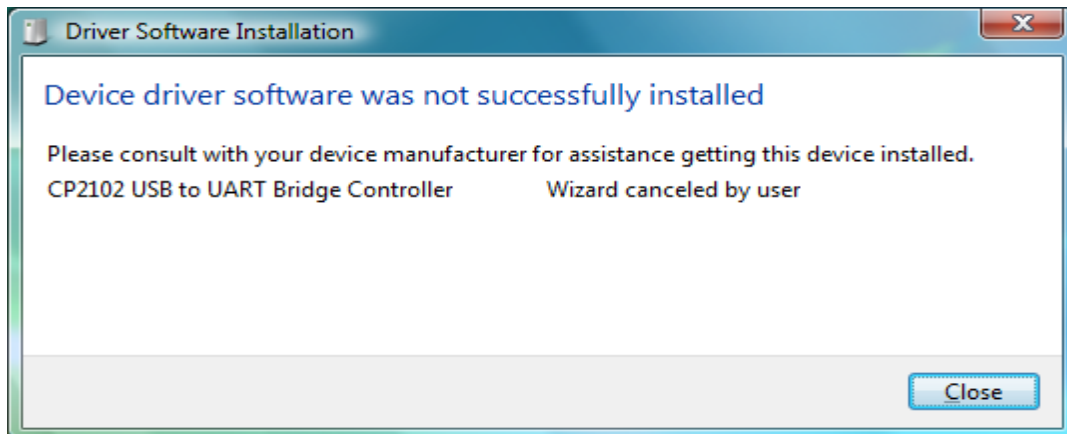 Driver Software Installation
Device driver software was not successfully installed
Please consult with your device manufacturer for assistance getting this device installed.
CP2102 USB to UART Bridge Controller Wizard canceled by user
Close